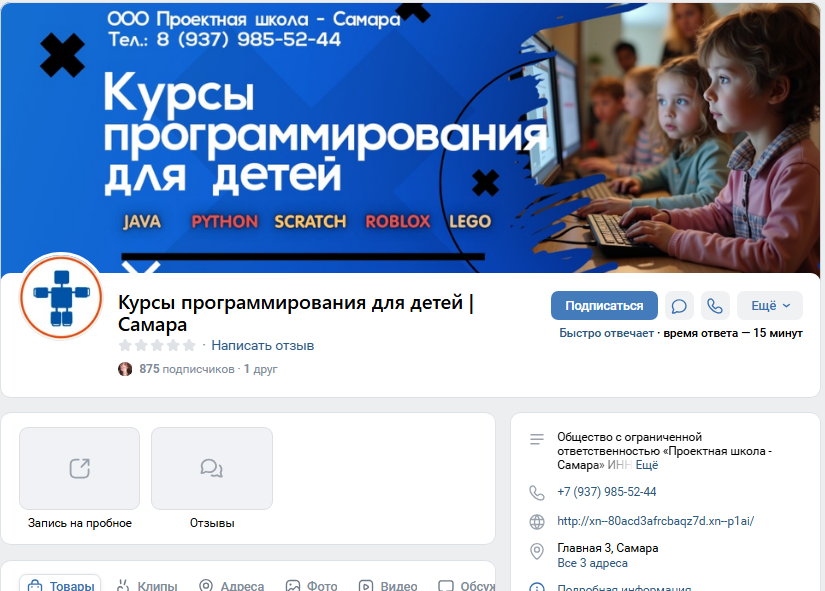 ООО Проектная школа - Самара
Тел.: 8 (937) 985-52-44
Курсы
программирования
для детей
JAVA PYTHON SCRATCH ROBLOX LEGO
Курсы программирования для детей |
Самара
· Написать отзыв
875 подписчиков · 1 друг
Подписаться
Ещё
Быстро отвечает · время ответа — 15 минут
Запись на пробное
Отзывы
Товары Клипы Адреса Фото Видео Обсуж
Общество с ограниченной
ответственностью «Проектная школа -
Самара» ИНН Ещё
+7 (937) 985-52-44
http://xn--80acd3afrcbaqz7d.xn--p1ai/
Главная 3, Самара
Все 3 адреса
Подробная информация